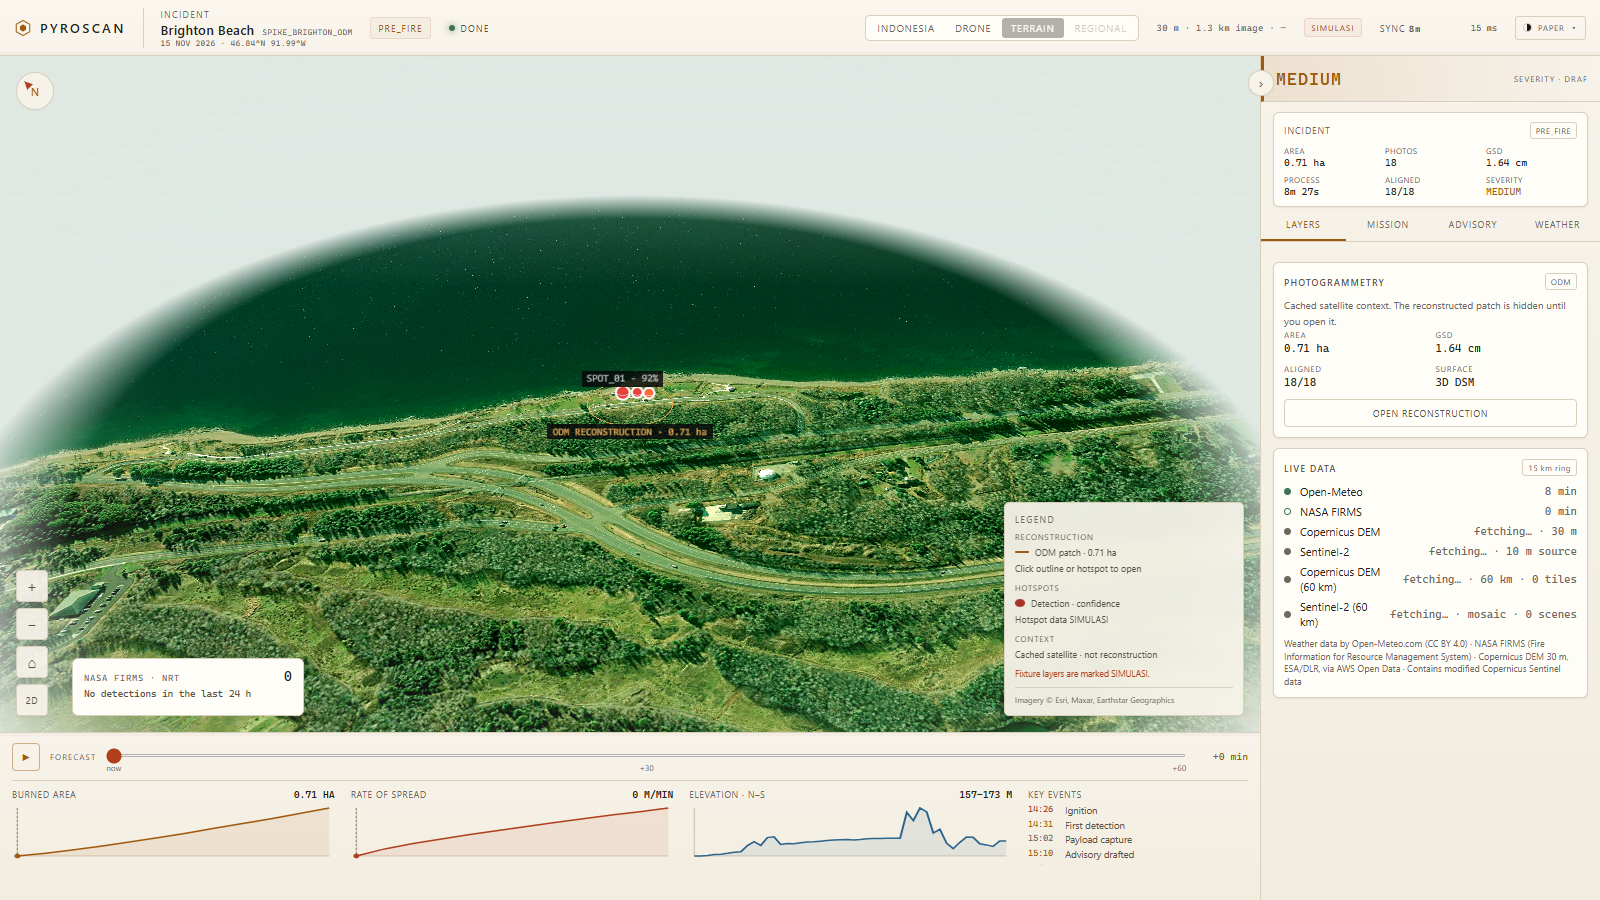 PYROSCAN
INCIDENT
Brighton Beach SPIKE_BRIGHTON_ODM
15 NOV 2026 · 46.84°N 91.99°W
PRE_FIRE
DONE
INDONESIA DRONE TERRAIN REGIONAL
30 m · 1.3 km image · —
SIMULASI
SYNC 8m
15 ms
PAPER
N
+
−
⌂
2D
SPOT_01 - 92%
ODM RECONSTRUCTION · 0.71 ha
NASA FIRMS · NRT 0
No detections in the last 24 h
LEGEND
RECONSTRUCTION
ODM patch · 0.71 ha
Click outline or hotspot to open
HOTSPOTS
Detection · confidence
Hotspot data SIMULASI
CONTEXT
Cached satellite · not reconstruction
Fixture layers are marked SIMULASI.
Imagery © Esri, Maxar, Earthstar Geographics
FORECAST
now
+30
+60
+0 min
BURNED AREA 0.71 HA
RATE OF SPREAD 0 M/MIN
ELEVATION · N–S 157–173 M
KEY EVENTS
14:26 Ignition
14:31 First detection
15:02 Payload capture
15:10 Advisory drafted
›
MEDIUM
SEVERITY · DRAF
INCIDENT
PRE_FIRE
AREA PHOTOS GSD
0.71 ha 18 1.64 cm
PROCESS ALIGNED SEVERITY
8m 27s 18/18 MEDIUM
LAYERS MISSION ADVISORY WEATHER
PHOTOGRAMMETRY
ODM
Cached satellite context. The reconstructed patch is hidden until
you open it.
AREA GSD
0.71 ha 1.64 cm
ALIGNED SURFACE
18/18 3D DSM
OPEN RECONSTRUCTION
LIVE DATA
15 km ring
Open-Meteo 8 min
NASA FIRMS 0 min
Copernicus DEM fetching… · 30 m
Sentinel-2 fetching… · 10 m source
Copernicus DEM
(60 km) fetching… · 60 km · 0 tiles
Sentinel-2 (60
km) fetching… · mosaic · 0 scenes
Weather data by Open-Meteo.com (CC BY 4.0) · NASA FIRMS (Fire
Information for Resource Management System) · Copernicus DEM 30 m,
ESA/DLR, via AWS Open Data · Contains modified Copernicus Sentinel
data